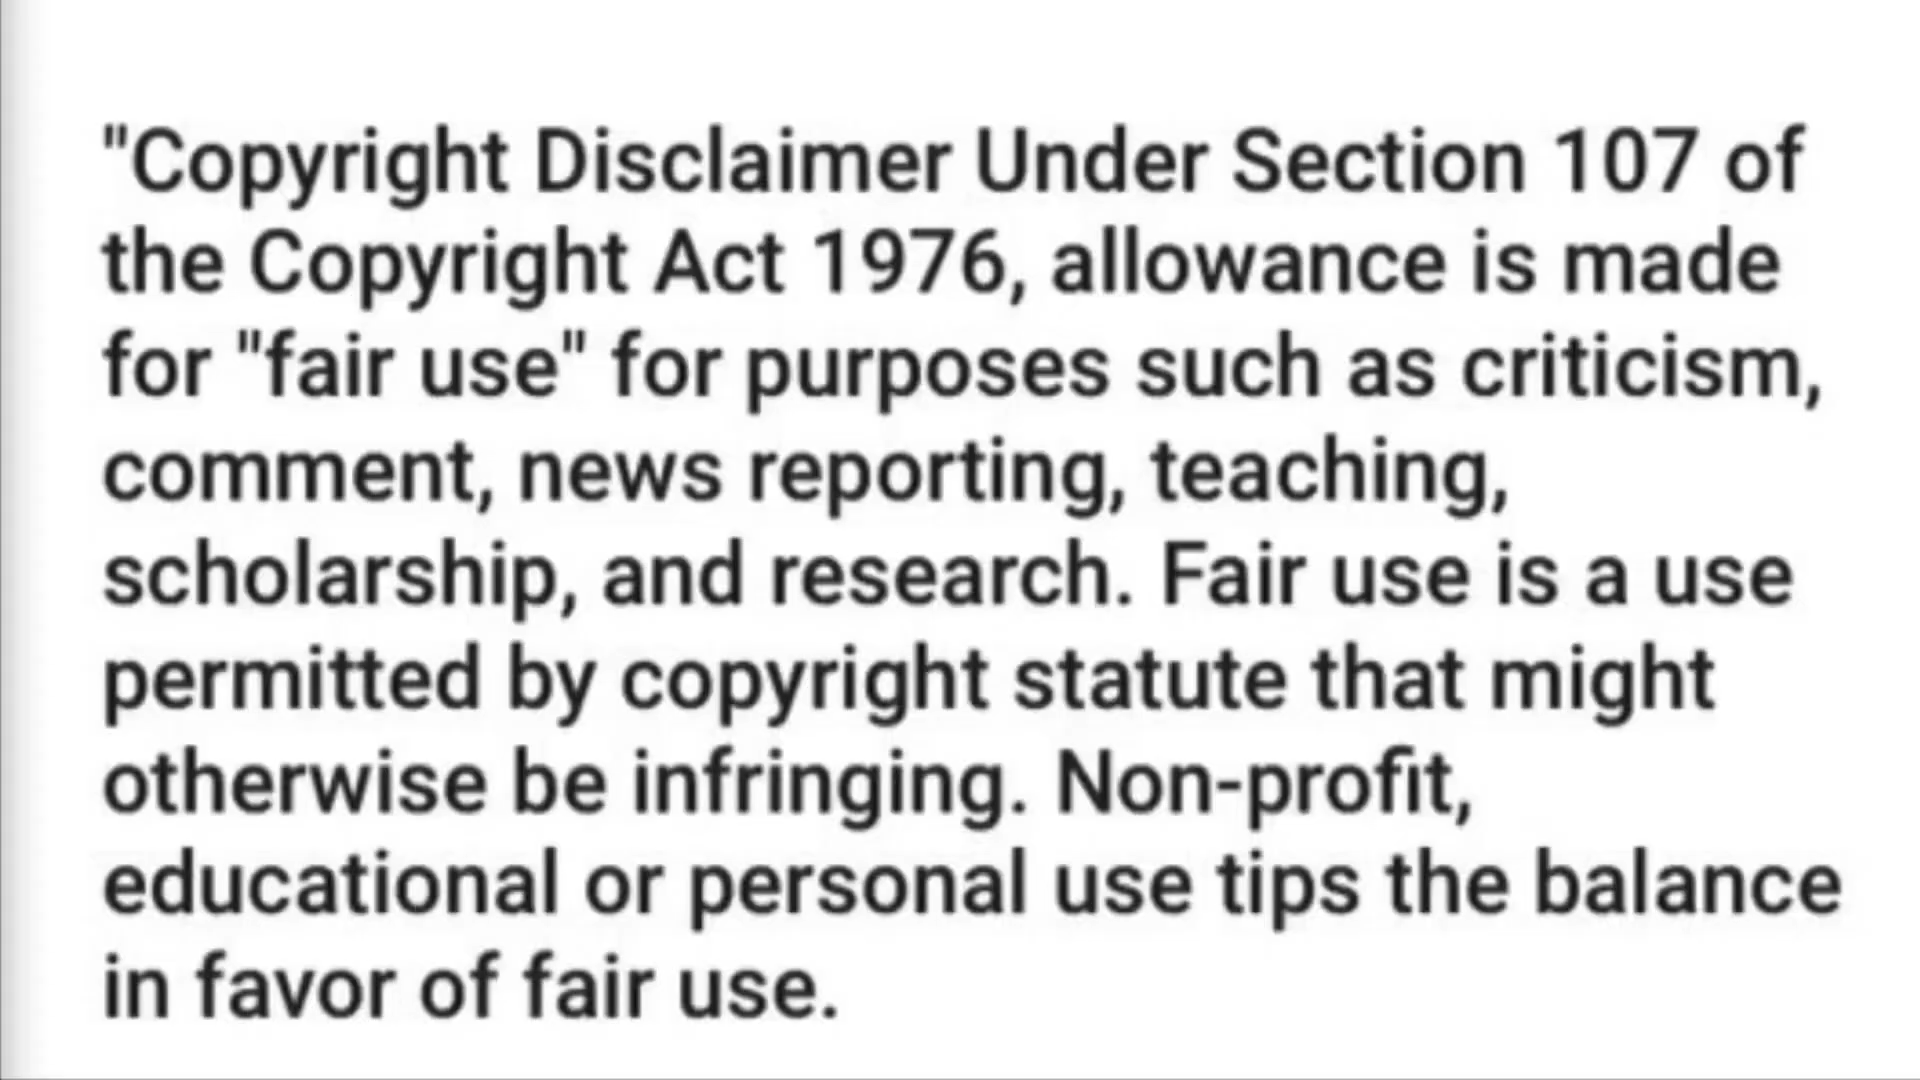 "Copyright Disclaimer Under Section 107 of
the Copyright Act 1976, allowance is made
for "fair use" for purposes such as criticism,
comment, news reporting, teaching,
scholarship, and research. Fair use is a use
permitted by copyright statute that might
otherwise be infringing. Non-profit,
educational or personal use tips the balance
in favor of fair use.